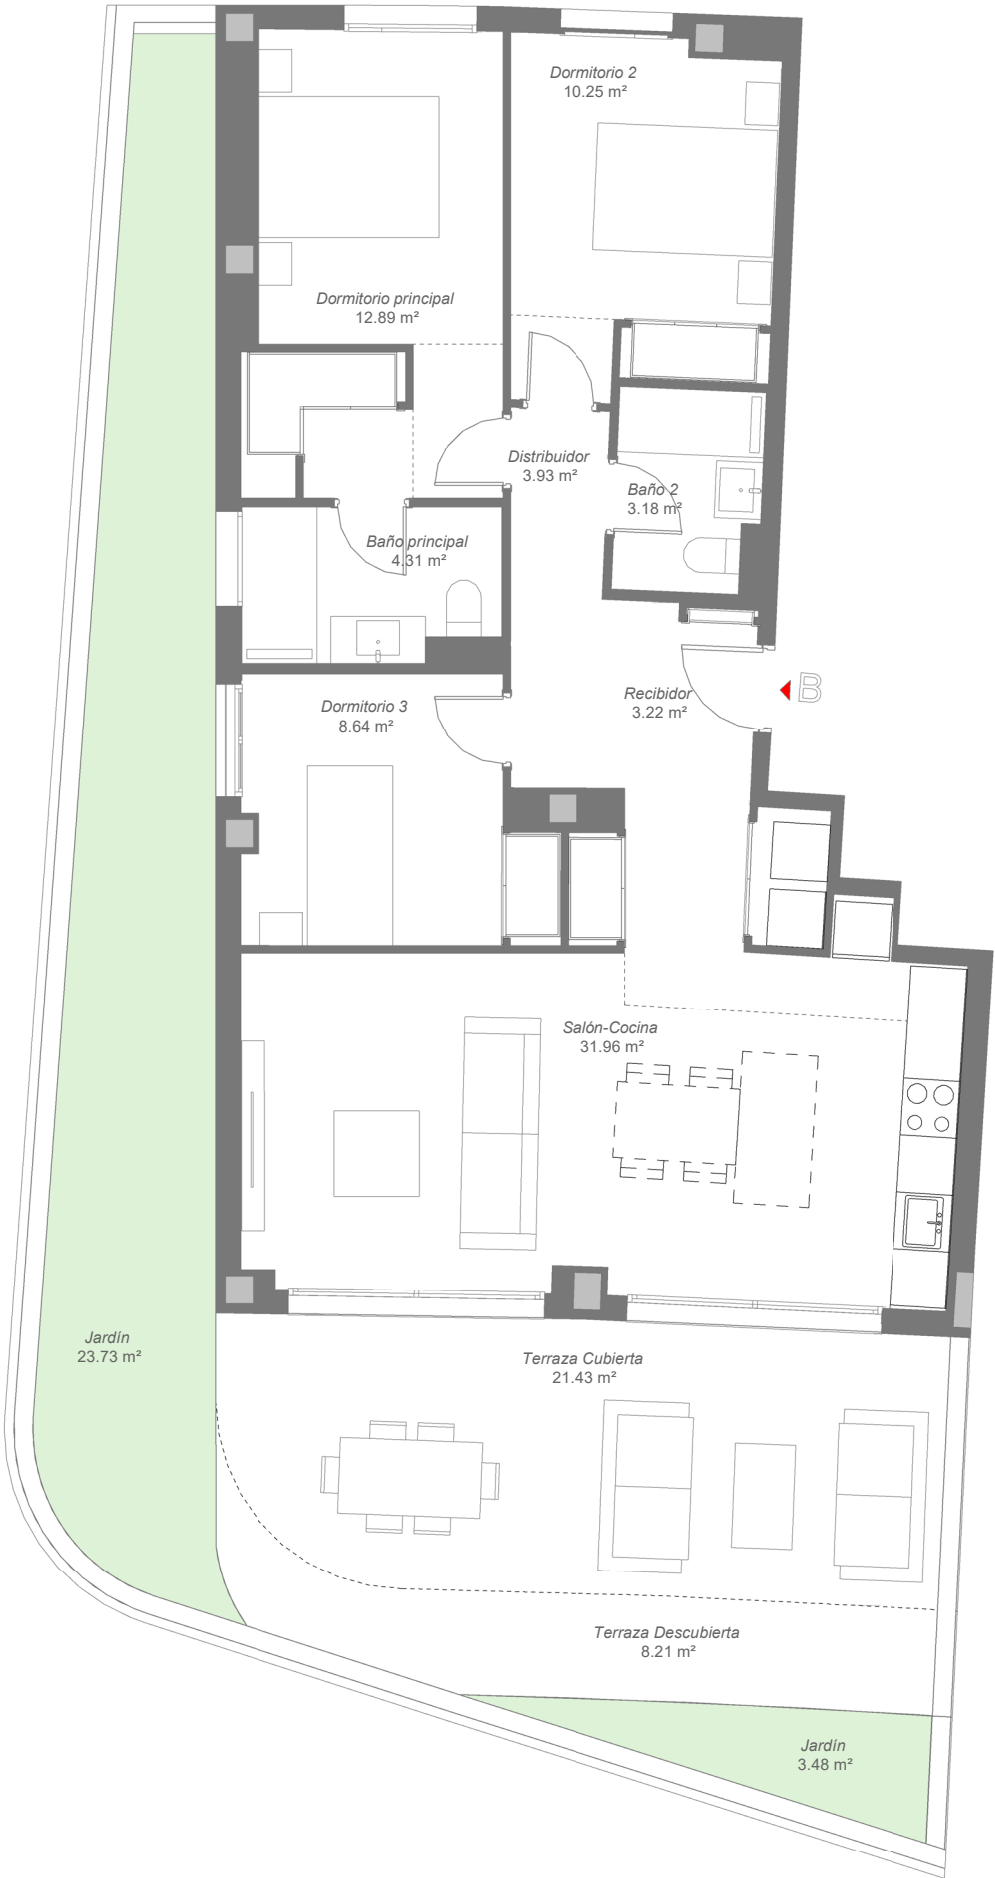 Dormitorio 2
10.25 m²
Dormitorio principal
12.89 m²
Distribuidor
3.93 m²
Baño 2
3.18 m²
Baño principal
4.31 m²
Recibidor
3.22 m²
B
Dormitorio 3
8.64 m²
Salón-Cocina
31.96 m²
Jardín
23.73 m²
Terraza Cubierta
21.43 m²
Terraza Descubierta
8.21 m²
Jardín
3.48 m²